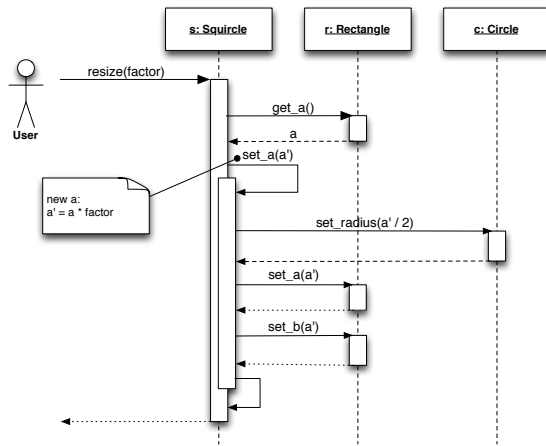 s: Squircle
r: Rectangle
c: Circle
resize(factor)
User
get_a()
a
set_a(a')
new a:
a' = a * factor
set_radius(a' / 2)
set_a(a')
set_b(a')